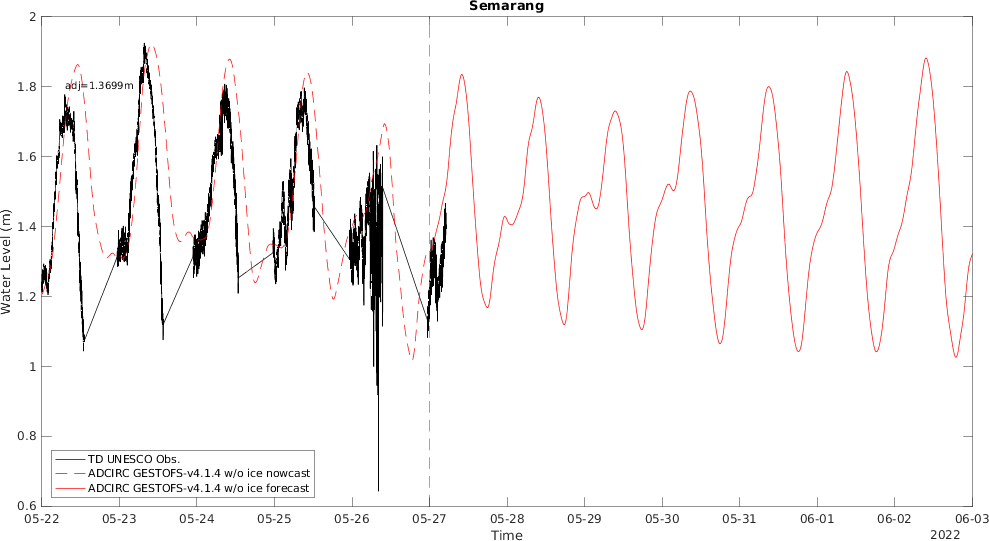 Semarang
2
1.8
1.6
1.4
1.2
1
0.8
0.6
Water Level (m)
adj=1.3699m
TD UNESCO Obs.
ADCIRC GESTOFS-v4.1.4 w/o ice nowcast
ADCIRC GESTOFS-v4.1.4 w/o ice forecast
05-22 05-23 05-24 05-25 05-26 05-27 05-28 05-29 05-30 05-31 06-01 06-02 06-03
Time
2022